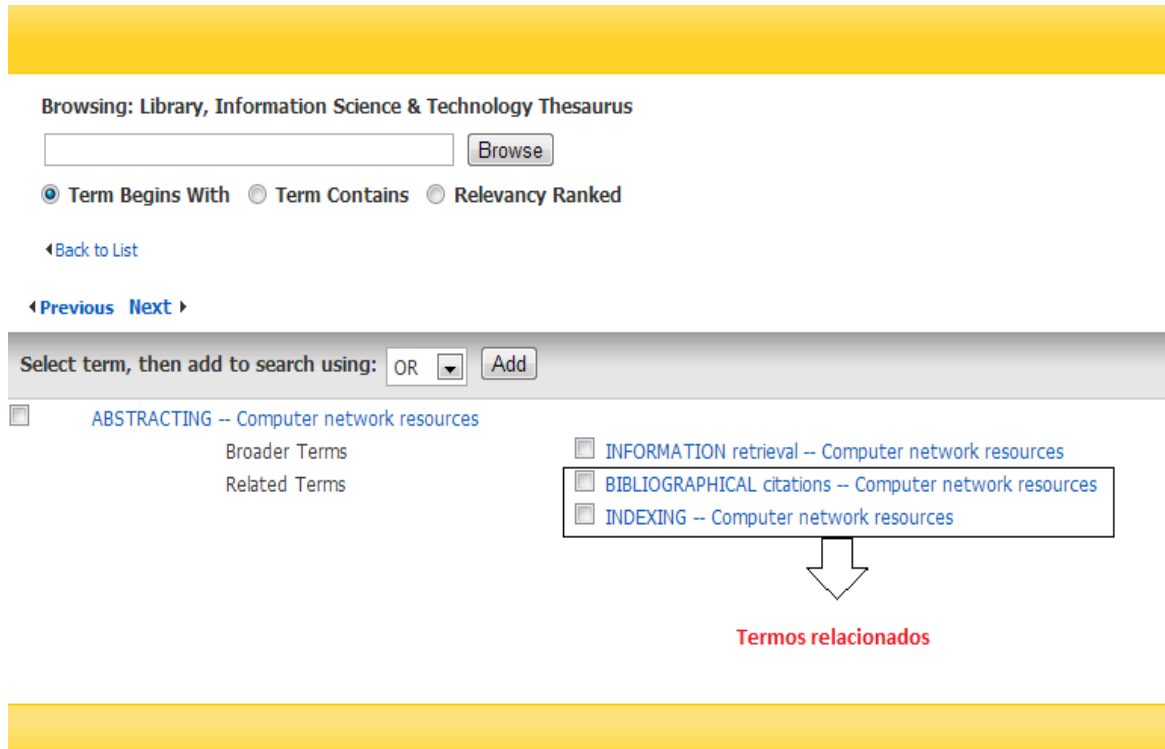 Browsing: Library, Information Science & Technology Thesaurus
Browse
Term Begins With Term Contains Relevancy Ranked
Back to List
Previous Next
Select term, then add to search using: OR Add
ABSTRACTING -- Computer network resources
Broader Terms INFORMATION retrieval -- Computer network resources
Related Terms BIBLIOGRAPHICAL citations -- Computer network resources
INDEXING -- Computer network resources
Termos relacionados